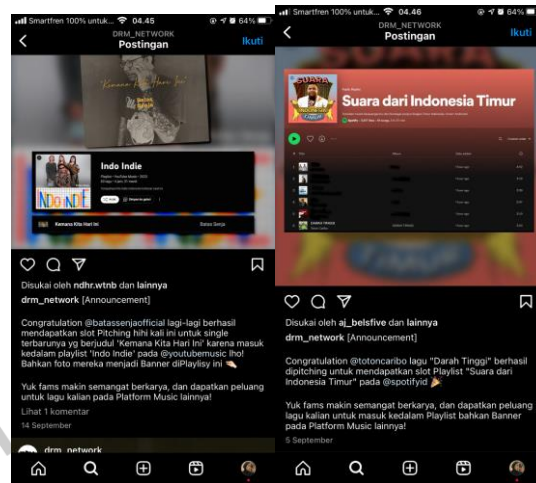 Smartfren 100% untuk... 04.45 64%
DRM_NETWORK
Postingan
Ikuti
"Kemana Kita Hari Ini"
Indo Indie
INDO INDIE
Kemana Kita Hari Ini
Batas Senja
Disukai oleh ndhr.wtnb dan lainnya
drm_network [Announcement]
Congratulation @batassenjaofficial lagi-lagi berhasil
mendapatkan slot Pitching hihi kali ini untuk single
terbarunya yg berjudul 'Kemana Kita Hari Ini' karena masuk
kedalam playlist 'Indo Indie' pada @youtubemusic lho!
Bahkan foto mereka menjadi Banner diPlaylisy ini 👏
Yuk fams makin semangat berkarya, dan dapatkan peluang
untuk lagu kalian pada Platform Music lainnya!
Lihat 1 komentar
14 September
drm_network
Smartfren 100% untuk... 04.46 64%
DRM_NETWORK
Postingan
Ikuti
SUARA
INDONESIA
TIMUR
Suara dari Indonesia Timur
Disukai oleh aj_belsfive dan lainnya
drm_network [Announcement]
Congratulation @totoncaribo lagu "Darah Tinggi" berhasil
dipitching untuk mendapatkan slot Playlist "Suara dari
Indonesia Timur" pada @spotifyid 🎉
Yuk fams makin semangat berkarya, dan dapatkan peluang
lagu kalian untuk masuk kedalam Playlist bahkan Banner
pada Platform Music lainnya!
5 September